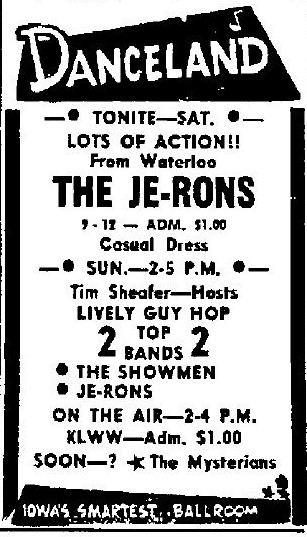 DANCELAND
TONITE—SAT.
LOTS OF ACTION!!
From Waterloo
THE JE-RONS
9-12 — ADM. $1.00
Casual Dress
SUN.—2-5 P.M.
Tim Sheafer—Hosts
LIVELY GUY HOP
2 TOP BANDS 2
• THE SHOWMEN
• JE-RONS
ON THE AIR—2-4 P.M.
KLWW—Adm. $1.00
SOON—? ★ The Mysterians
IOWA'S SMARTEST..BALLROOM